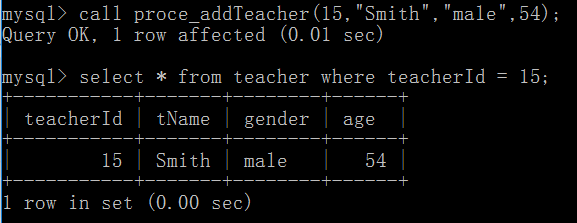 mysql> call proce_addTeacher(15,"Smith","male",54);
Query OK, 1 row affected (0.01 sec)
mysql> select * from teacher where teacherId = 15;
+-----------+-------+--------+------+
| teacherId | tName | gender | age  |
+-----------+-------+--------+------+
|        15 | Smith | male   |   54 |
+-----------+-------+--------+------+
1 row in set (0.00 sec)